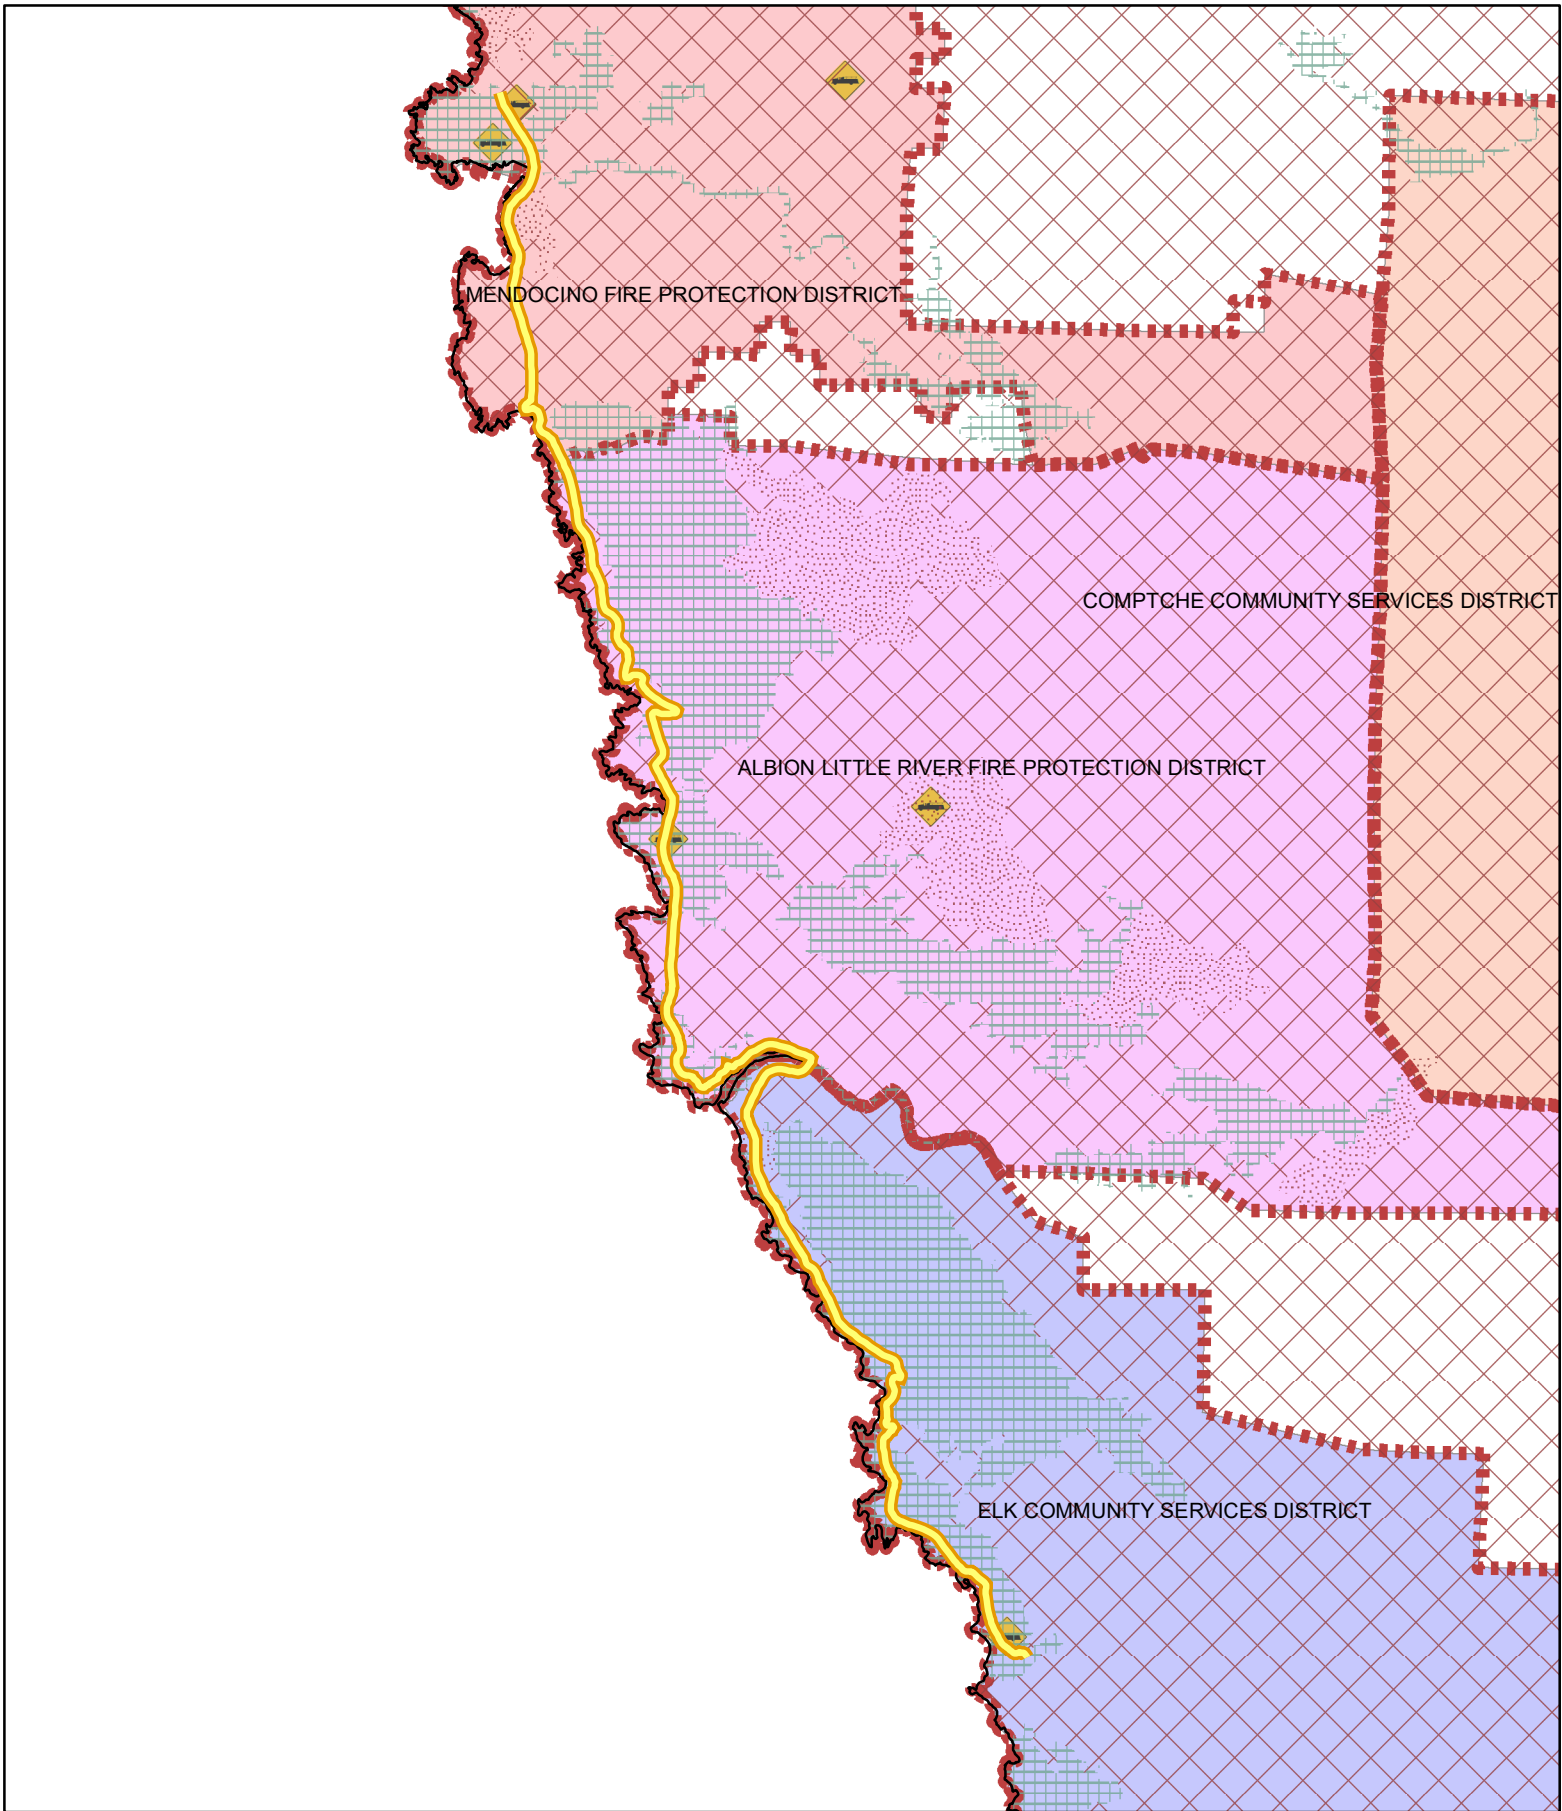 MENDOCINO FIRE PROTECTION DISTRICT
COMPTCHE COMMUNITY SERVICES DISTRICT
ALBION LITTLE RIVER FIRE PROTECTION DISTRICT
ELK COMMUNITY SERVICES DISTRICT